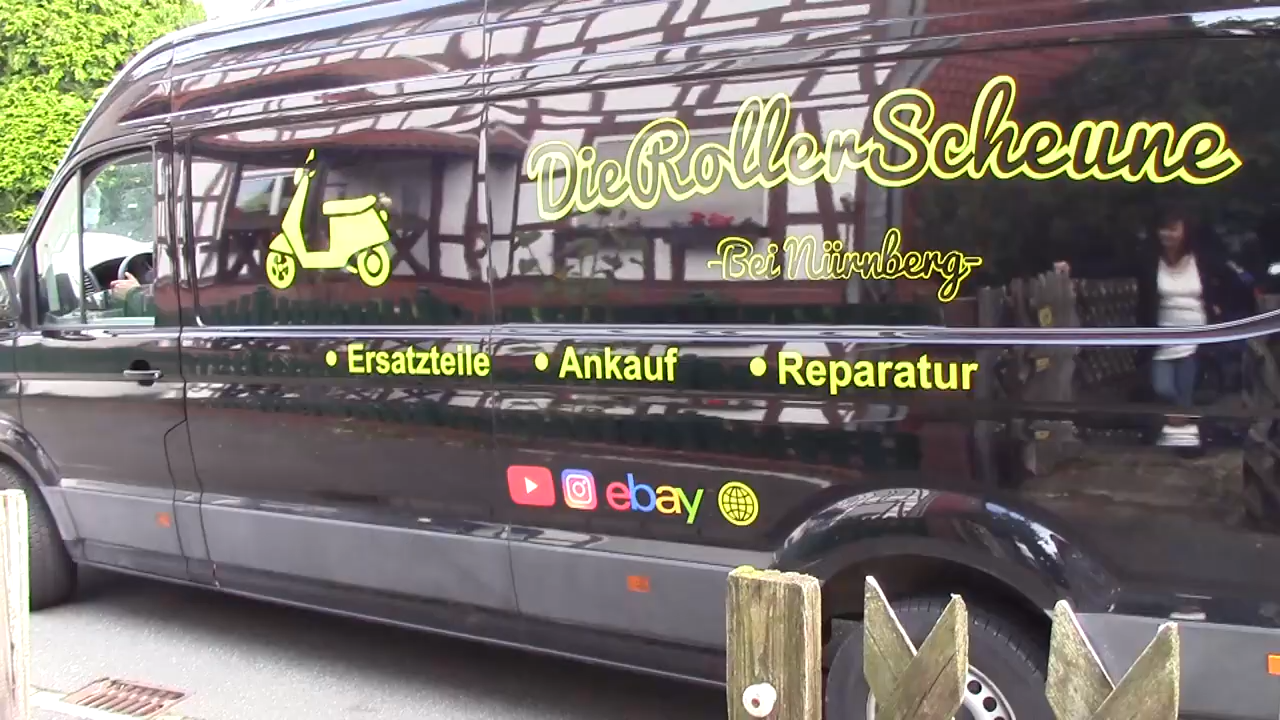 DieRollerScheune
-Bei Nürnberg-
• Ersatzteile • Ankauf • Reparatur
ebay